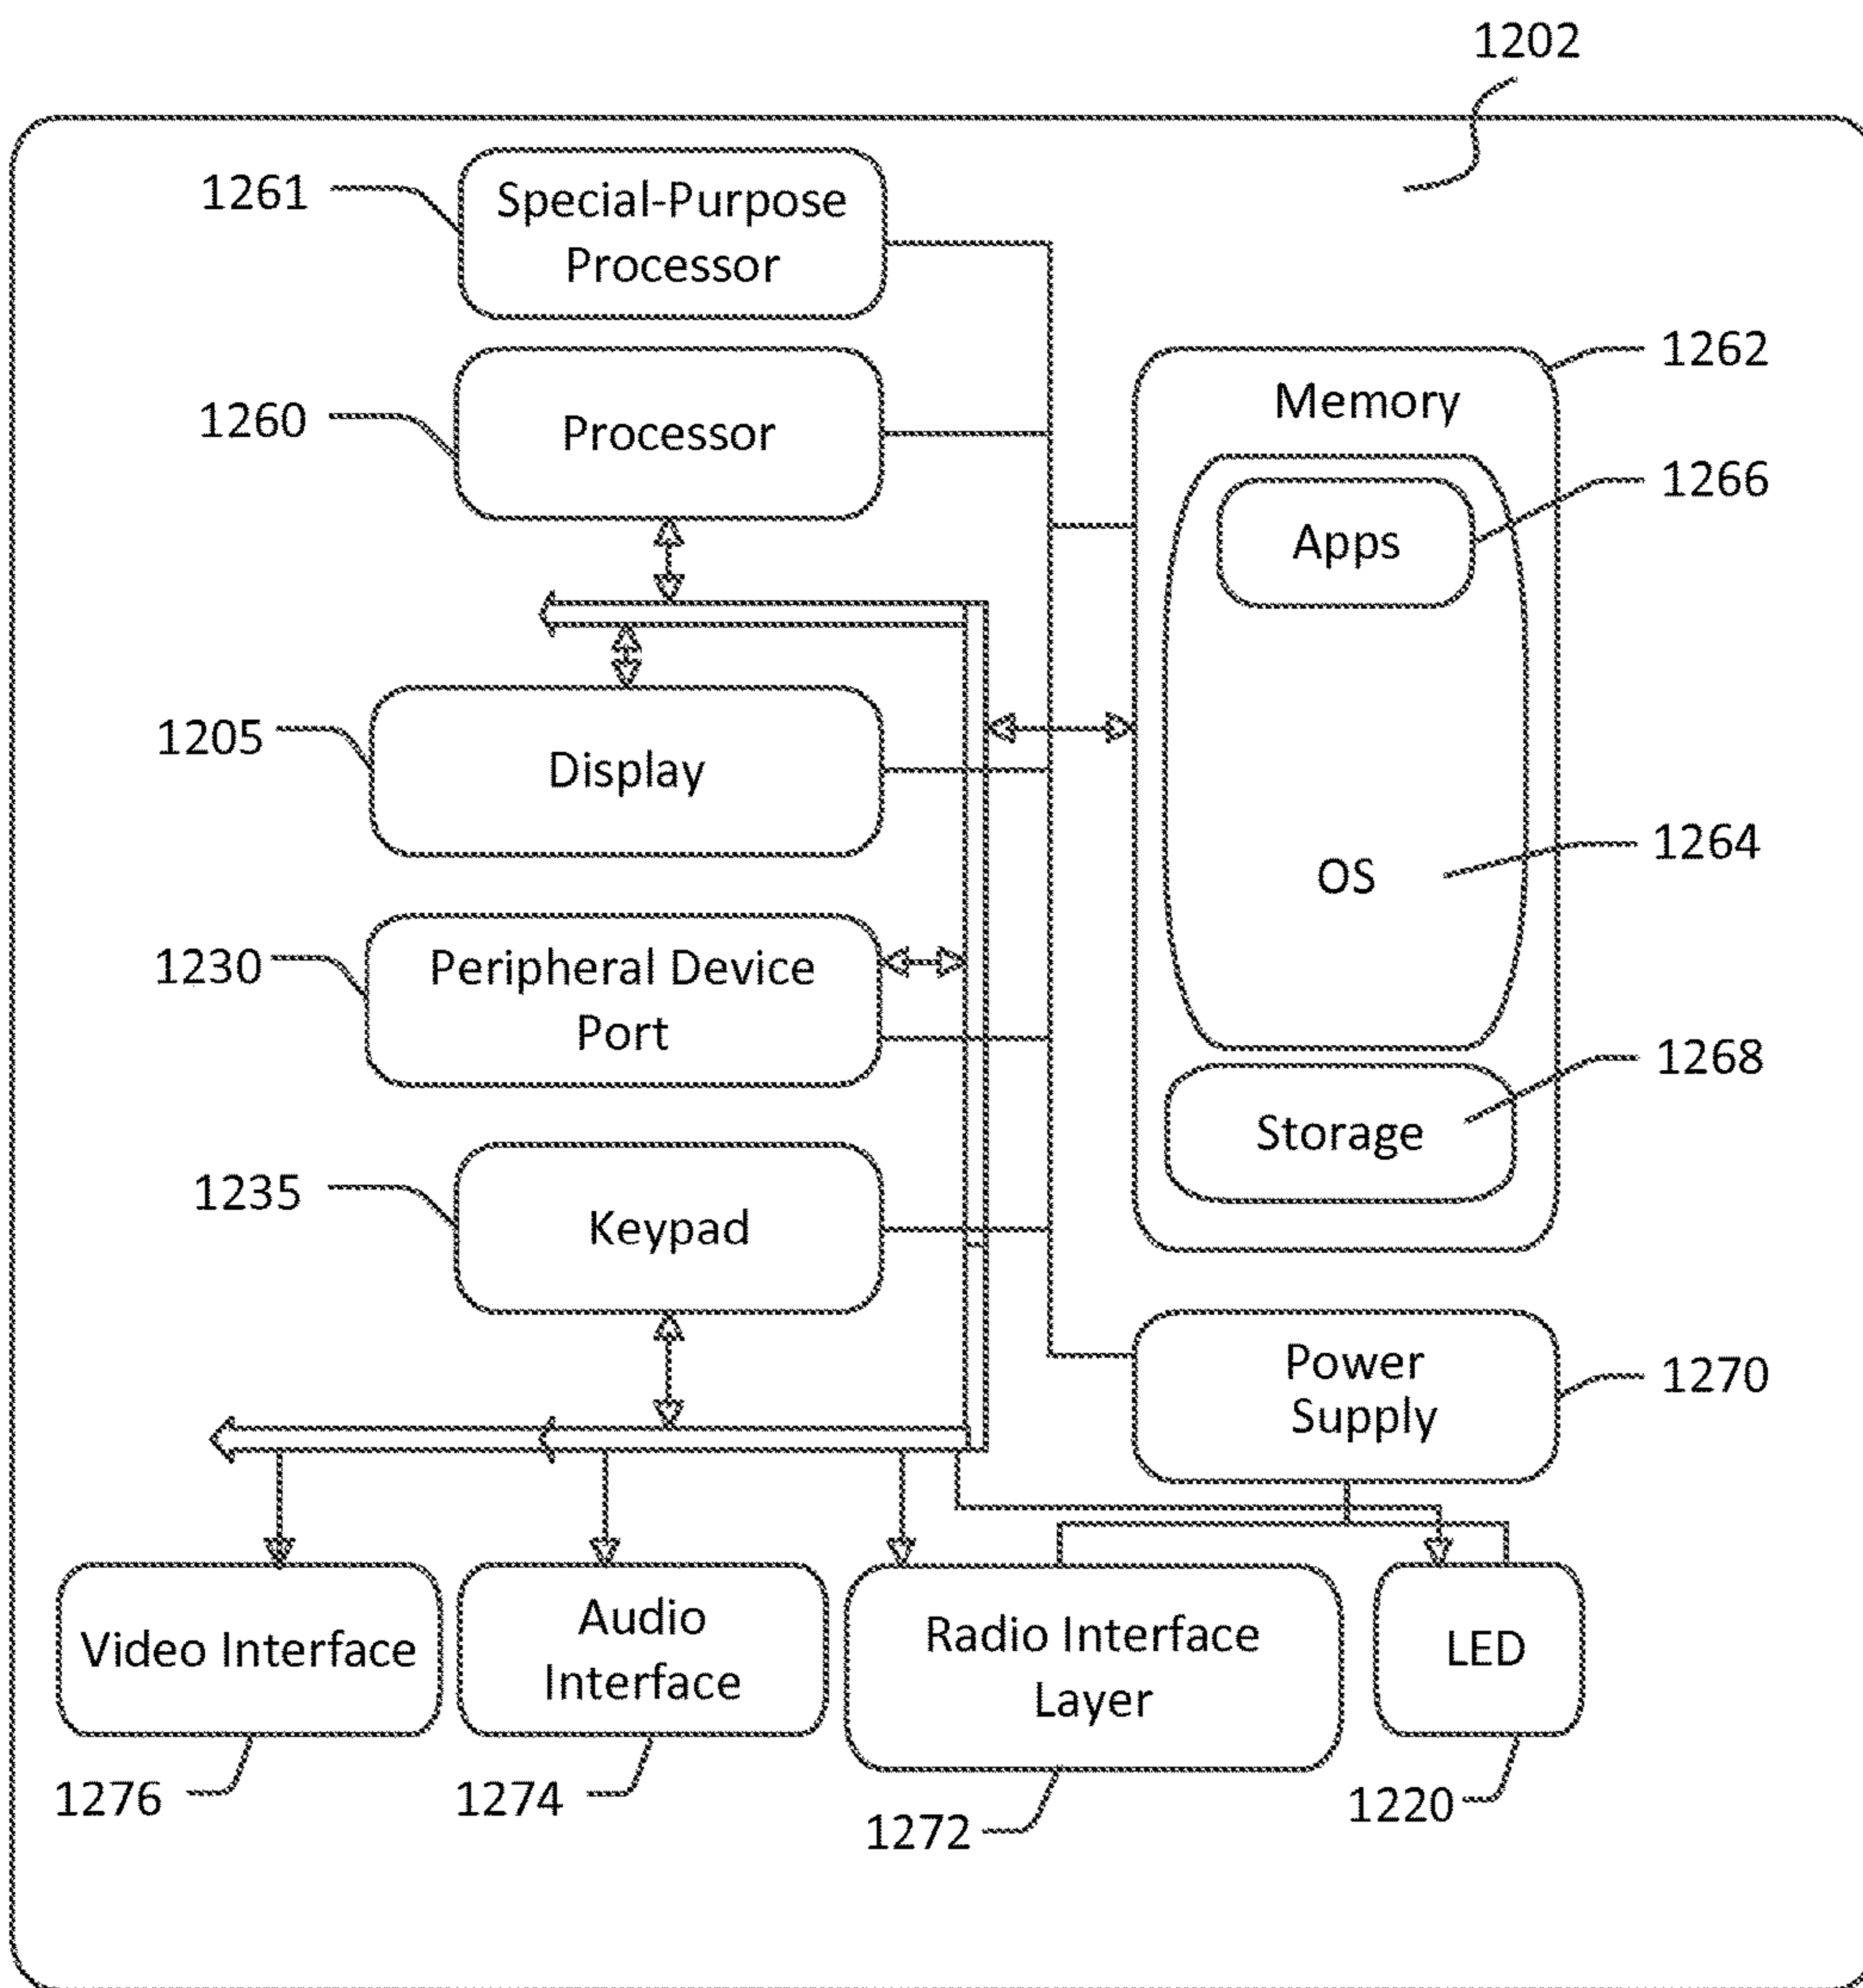 1202
1261
Special-Purpose
Processor
1260
Processor
1262
Memory
1266
Apps
1205
Display
1264
OS
1230
Peripheral Device
Port
1268
Storage
1235
Keypad
Power
Supply
1270
Video Interface
Audio
Interface
Radio Interface
Layer
LED
1276
1274
1272
1220